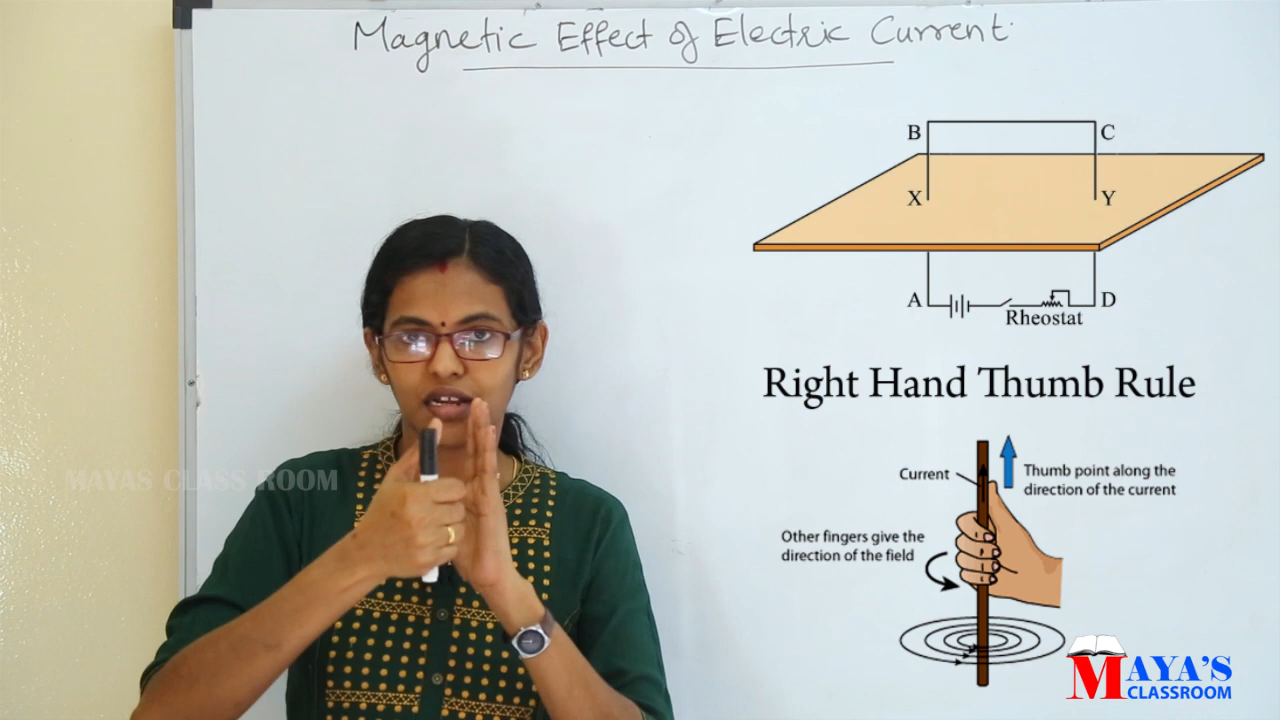 Magnetic Effect of Electric Current
B
C
X
Y
A
D
Rheostat
Right Hand Thumb Rule
Current
Thumb point along the
direction of the current
Other fingers give the
direction of the field
MAYAS CLASS ROOM
MAYA'S
CLASSROOM